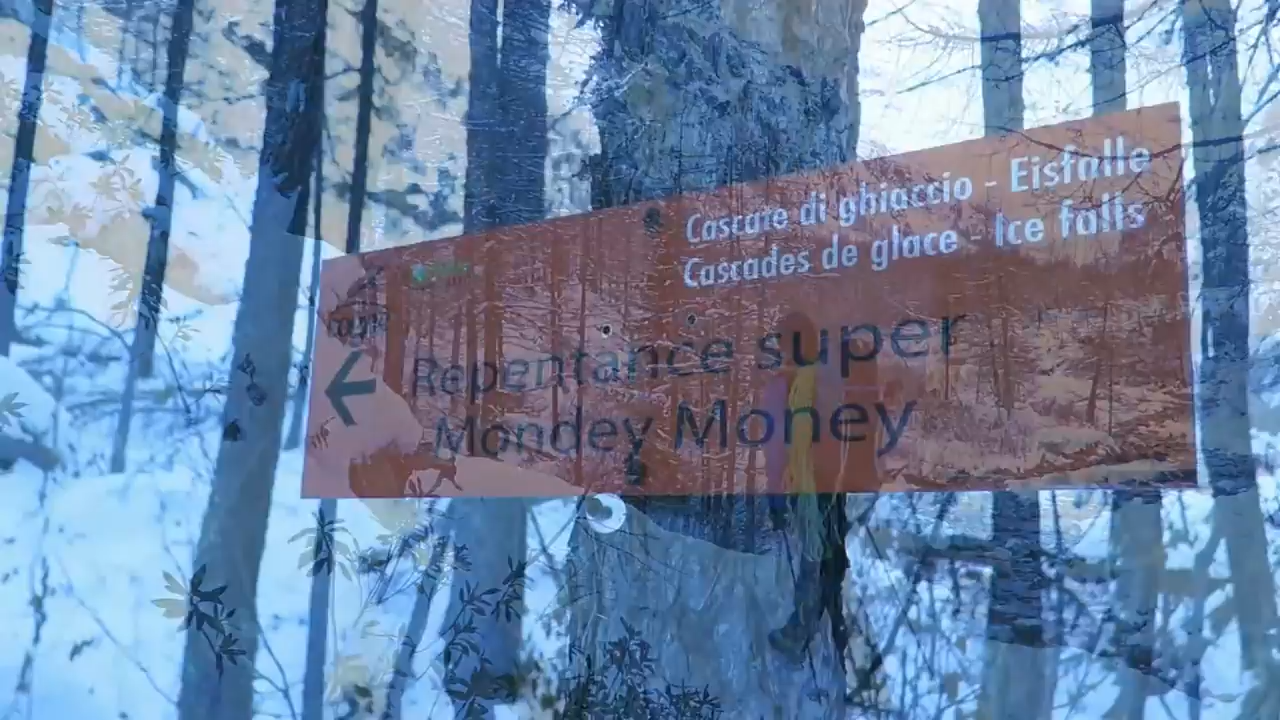 Cascate di ghiaccio - Eisfälle
Cascades de glace - Ice falls
Repentance super
Mondey Money